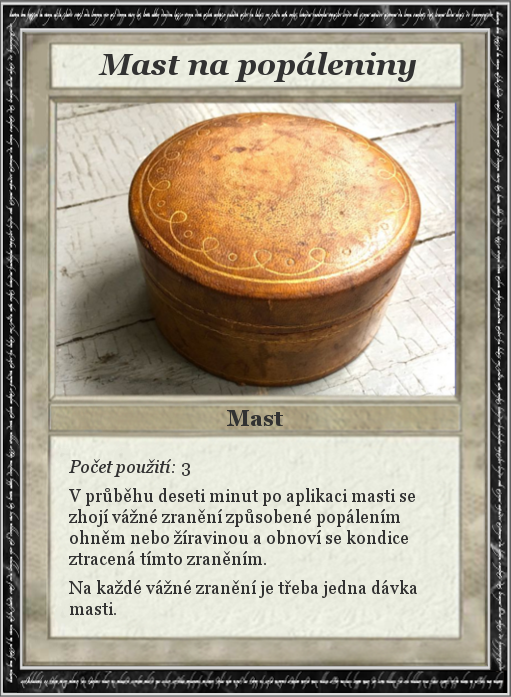 Mast na popáleniny
Mast
Počet použití: 3
V průběhu deseti minut po aplikaci masti se
zhojí vážné zranění způsobené popálením
ohněm nebo žíravinou a obnoví se kondice
ztracená tímto zraněním.
Na každé vážné zranění je třeba jedna dávka
masti.